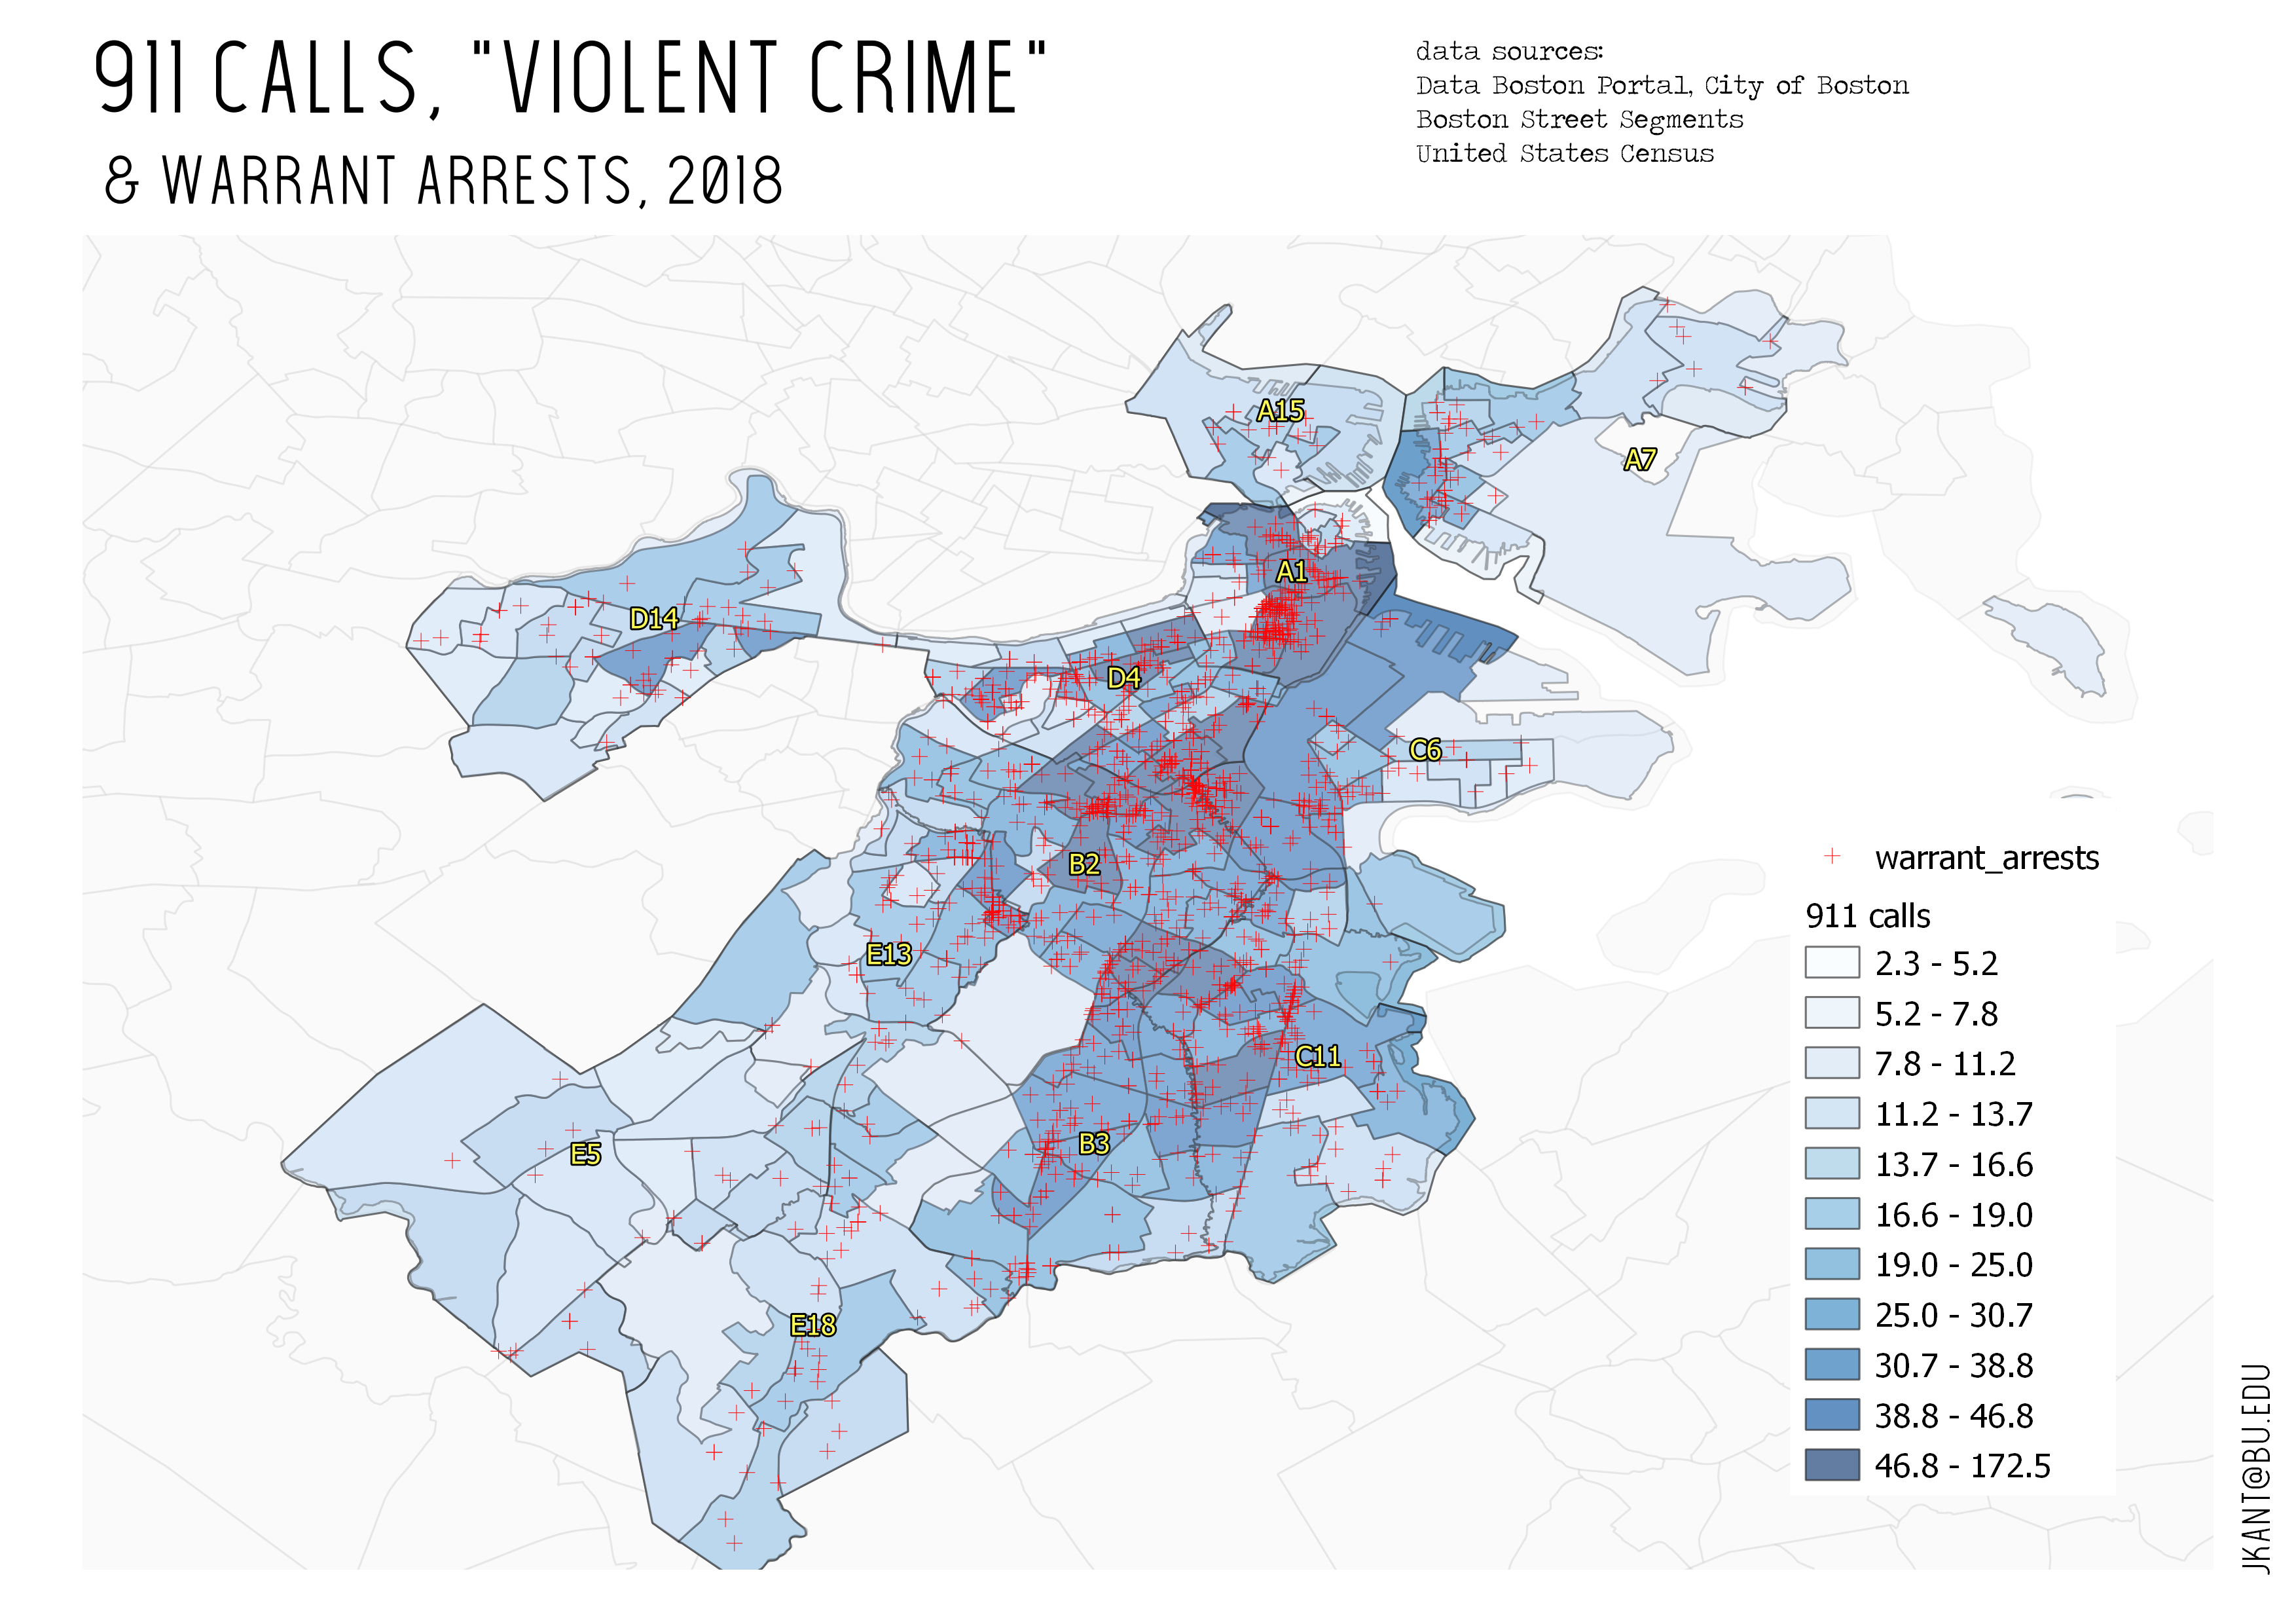 911 CALLS, "VIOLENT CRIME"
& WARRANT ARRESTS, 2018
data sources:
Data Boston Portal, City of Boston
Boston Street Segments
United States Census
A15
A7
A1
D14
D4
C6
B2
E13
C11
B3
E5
E18
warrant_arrests
911 calls
2.3 - 5.2
5.2 - 7.8
7.8 - 11.2
11.2 - 13.7
13.7 - 16.6
16.6 - 19.0
19.0 - 25.0
25.0 - 30.7
30.7 - 38.8
38.8 - 46.8
46.8 - 172.5
JKANT@BU.EDU